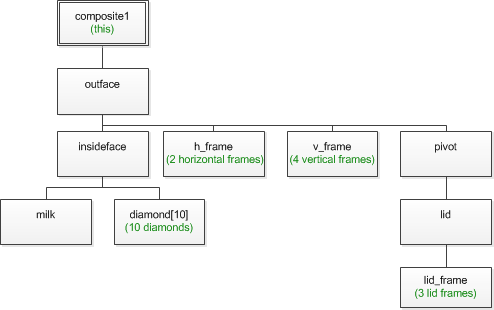 composite1
(this)
outface
insideface
h_frame
(2 horizontal frames)
v_frame
(4 vertical frames)
pivot
milk
diamond[10]
(10 diamonds)
lid
lid_frame
(3 lid frames)